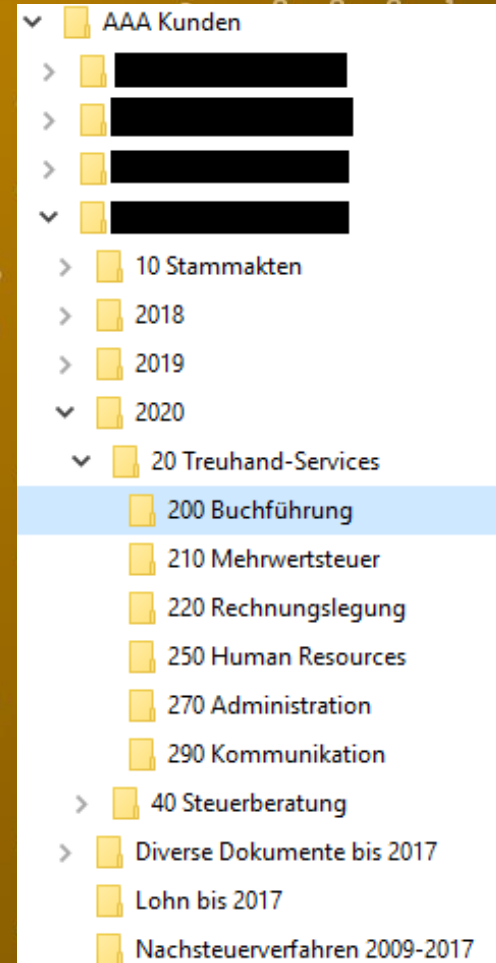 AAA Kunden
10 Stammakten
2018
2019
2020
20 Treuhand-Services
200 Buchführung
210 Mehrwertsteuer
220 Rechnungslegung
250 Human Resources
270 Administration
290 Kommunikation
40 Steuerberatung
Diverse Dokumente bis 2017
Lohn bis 2017
Nachsteuerverfahren 2009-2017